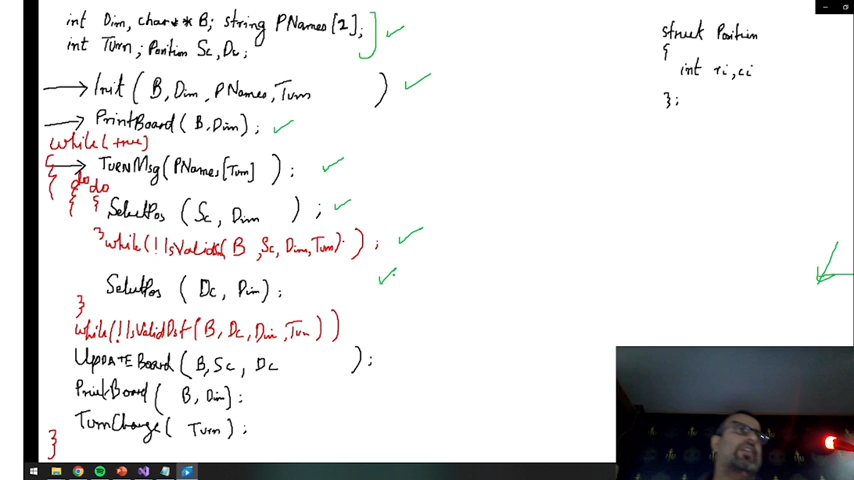 int Dim, char** B; string PNames[2];
int Turn; Position Sc, Dc;
Init( B, Dim, PNames, Turn )
PrintBoard( B, Dim);
while(true)
{
TURNMsg(PNames[Turn] );
{ do
{ do
{ SelectPos (Sc, Dim );
}while(!IsValidSc( B, Sc, Dim, Turn) );
SelectPos ( Dc, Dim);
}
while(!IsValidDst( B, Dc, Dim, Turn ))
UPDATEBoard( B, Sc, Dc );
PrintBoard( B, Dim];
TurnChange( Turn );
}
struct Position
{
int ri, ci
};